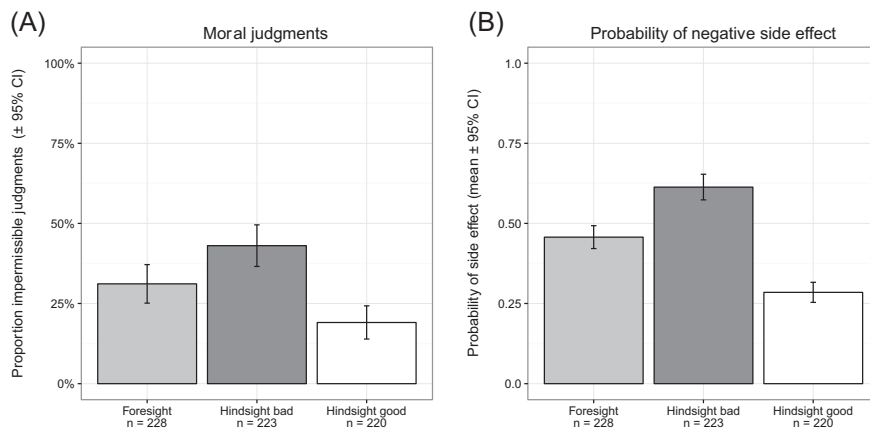 (A)
Moral judgments
Proportion impermissible judgments (± 95% CI)
100%
75%
50%
25%
0%
Foresight
n = 228
Hindsight bad
n = 223
Hindsight good
n = 220
(B)
Probability of negative side effect
Probability of side effect (mean ± 95% CI)
1.0
0.75
0.50
0.25
0.0
Foresight
n = 228
Hindsight bad
n = 223
Hindsight good
n = 220